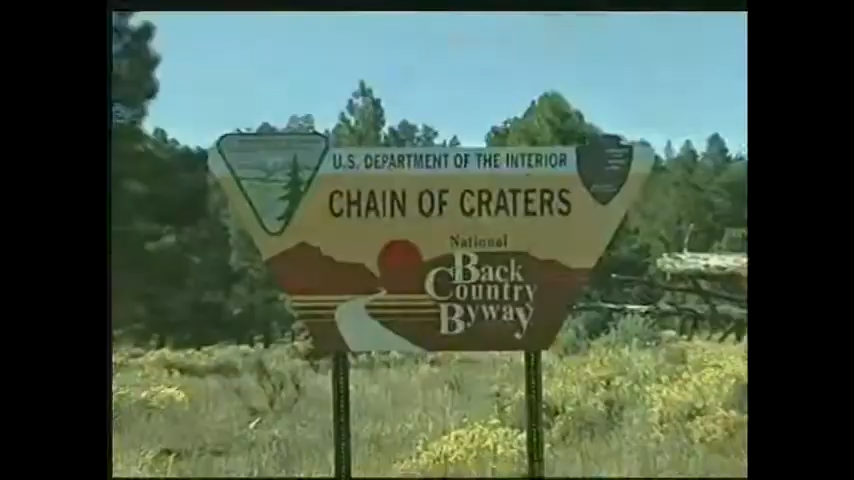 U.S. DEPARTMENT OF THE INTERIOR
CHAIN OF CRATERS
National
Back
Country
Byway